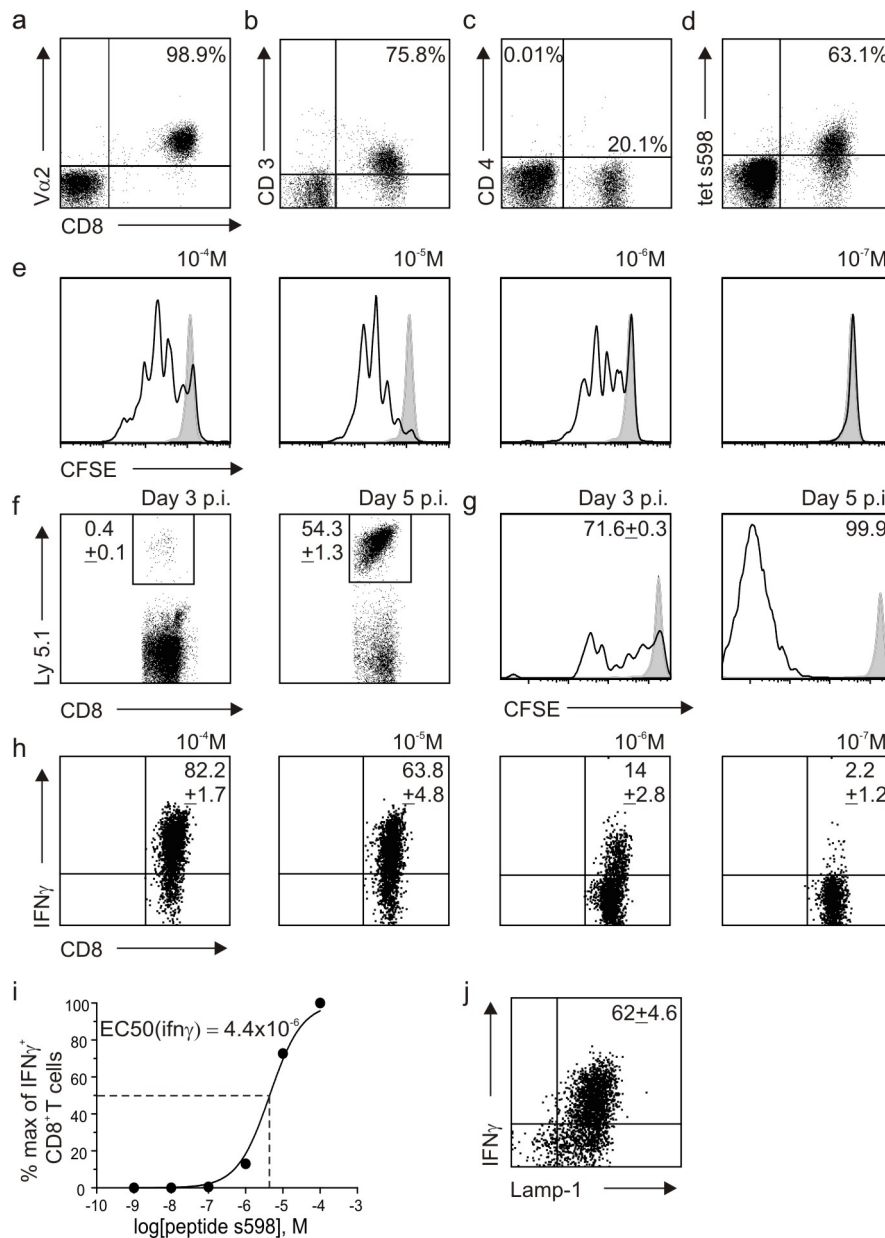 a
b
c
d
98.9%
75.8%
0.01%
20.1%
63.1%
Vα2
CD 3
CD 4
tet s598
CD8
e
10⁻⁴M
10⁻⁵M
10⁻⁶M
10⁻⁷M
CFSE
f
Day 3 p.i.
Day 5 p.i.
g
Day 3 p.i.
Day 5 p.i.
0.4
±0.1
54.3
±1.3
71.6±0.3
99.9
Ly 5.1
CD8
CFSE
h
10⁻⁴M
10⁻⁵M
10⁻⁶M
10⁻⁷M
82.2
±1.7
63.8
±4.8
14
±2.8
2.2
±1.2
IFNγ
CD8
i
EC50(ifnγ) = 4.4x10⁻⁶
% max of IFNγ⁺
CD8⁺T cells
100
80
60
40
20
0
-10 -9 -8 -7 -6 -5 -4 -3
log[peptide s598], M
j
62±4.6
IFNγ
Lamp-1